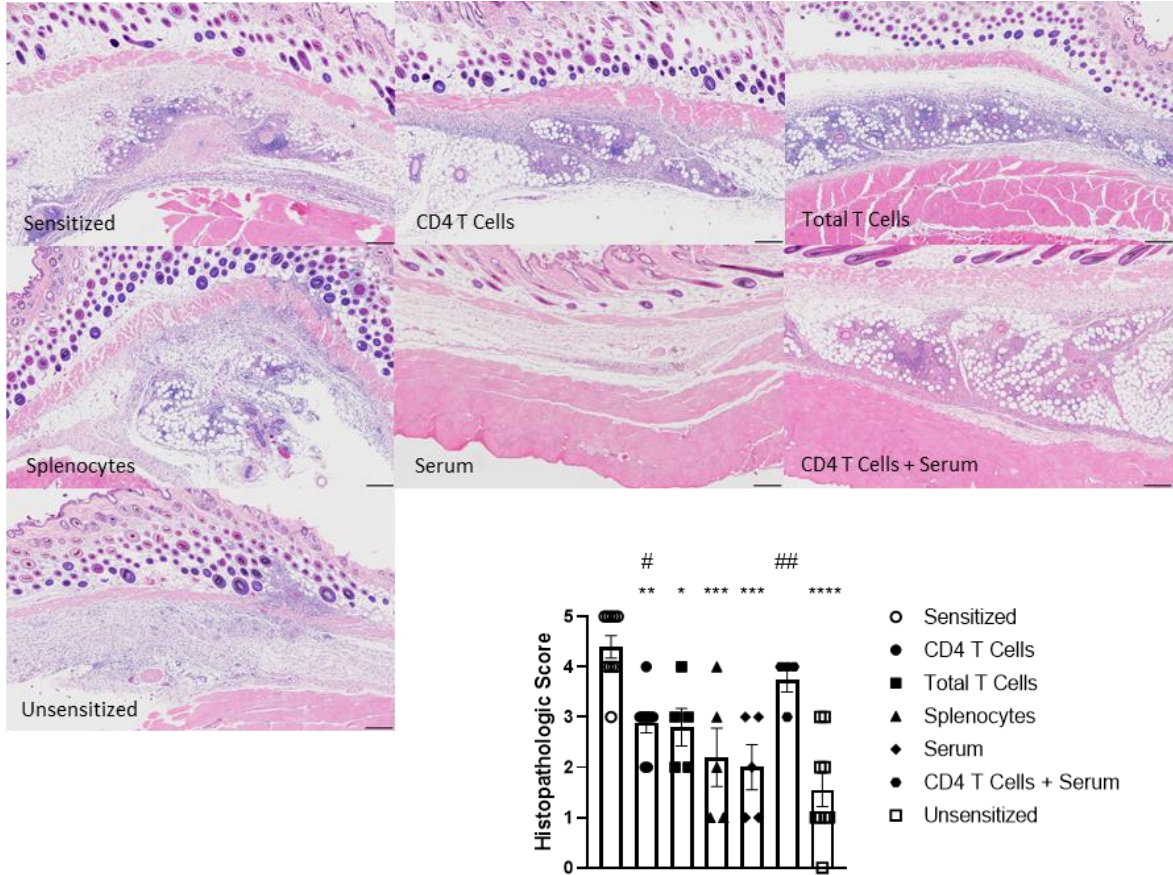 Sensitized
CD4 T Cells
Total T Cells
Splenocytes
Serum
CD4 T Cells + Serum
Unsensitized
# ##
** * *** *** ****
Histopathologic Score
5
4
3
2
1
0
Sensitized
CD4 T Cells
Total T Cells
Splenocytes
Serum
CD4 T Cells + Serum
Unsensitized